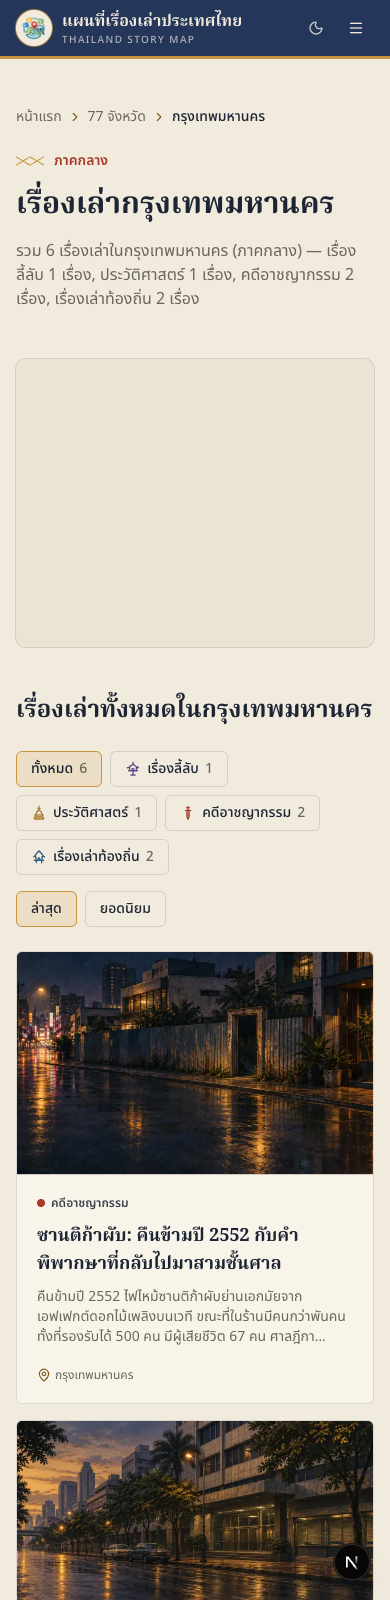 แผนที่เรื่องเล่าประเทศไทย
THAILAND STORY MAP
หน้าแรก > 77 จังหวัด > กรุงเทพมหานคร
ภาคกลาง
เรื่องเล่ากรุงเทพมหานคร
รวม 6 เรื่องเล่าในกรุงเทพมหานคร (ภาคกลาง) — เรื่อง
ลี้ลับ 1 เรื่อง, ประวัติศาสตร์ 1 เรื่อง, คดีอาชญากรรม 2
เรื่อง, เรื่องเล่าท้องถิ่น 2 เรื่อง
เรื่องเล่าทั้งหมดในกรุงเทพมหานคร
ทั้งหมด 6 เรื่องลี้ลับ 1
ประวัติศาสตร์ 1 คดีอาชญากรรม 2
เรื่องเล่าท้องถิ่น 2
ล่าสุด ยอดนิยม
คดีอาชญากรรม
ซานติก้าผับ: คืนข้ามปี 2552 กับคำ
พิพากษาที่กลับไปมาสามชั้นศาล
คืนข้ามปี 2552 ไฟไหม้ซานติก้าผับย่านเอกมัยจาก
เอฟเฟกต์ดอกไม้เพลิงบนเวที ขณะที่ในร้านมีคนกว่าพันคน
ทั้งที่รองรับได้ 500 คน มีผู้เสียชีวิต 67 คน ศาลฎีกา...
กรุงเทพมหานคร
N